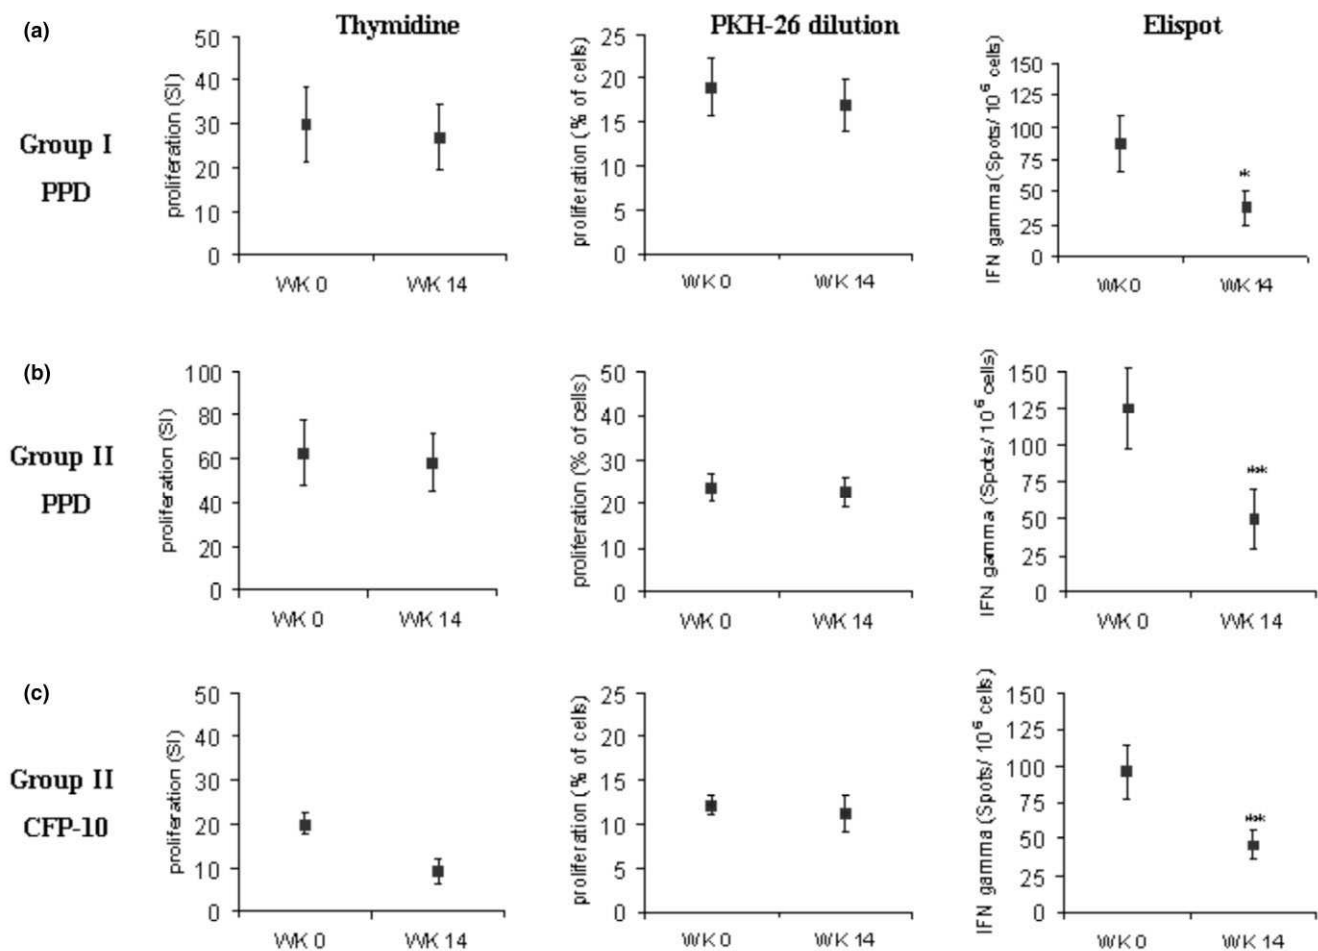 (a)
Thymidine
PKH-26 dilution
Elispot
Group I
PPD
proliferation (SI)
50
40
30
20
10
0
WK 0
WK 14
proliferation (% of cells)
25
20
15
10
5
0
WK 0
WK 14
IFN gamma (Spots/ 10⁶ cells)
150
125
100
75
50
25
0
*
WK 0
WK 14
(b)
Group II
PPD
proliferation (SI)
100
80
60
40
20
0
WK 0
WK 14
proliferation (% of cells)
50
40
30
20
10
0
WK 0
WK 14
IFN gamma (Spots/ 10⁶ cells)
150
125
100
75
50
25
0
**
WK 0
WK 14
(c)
Group II
CFP-10
proliferation (SI)
50
40
30
20
10
0
WK 0
WK 14
proliferation (% of cells)
25
20
15
10
5
0
WK 0
WK 14
IFN gamma (Spots/ 10⁶ cells)
150
125
100
75
50
25
0
**
WK 0
WK 14